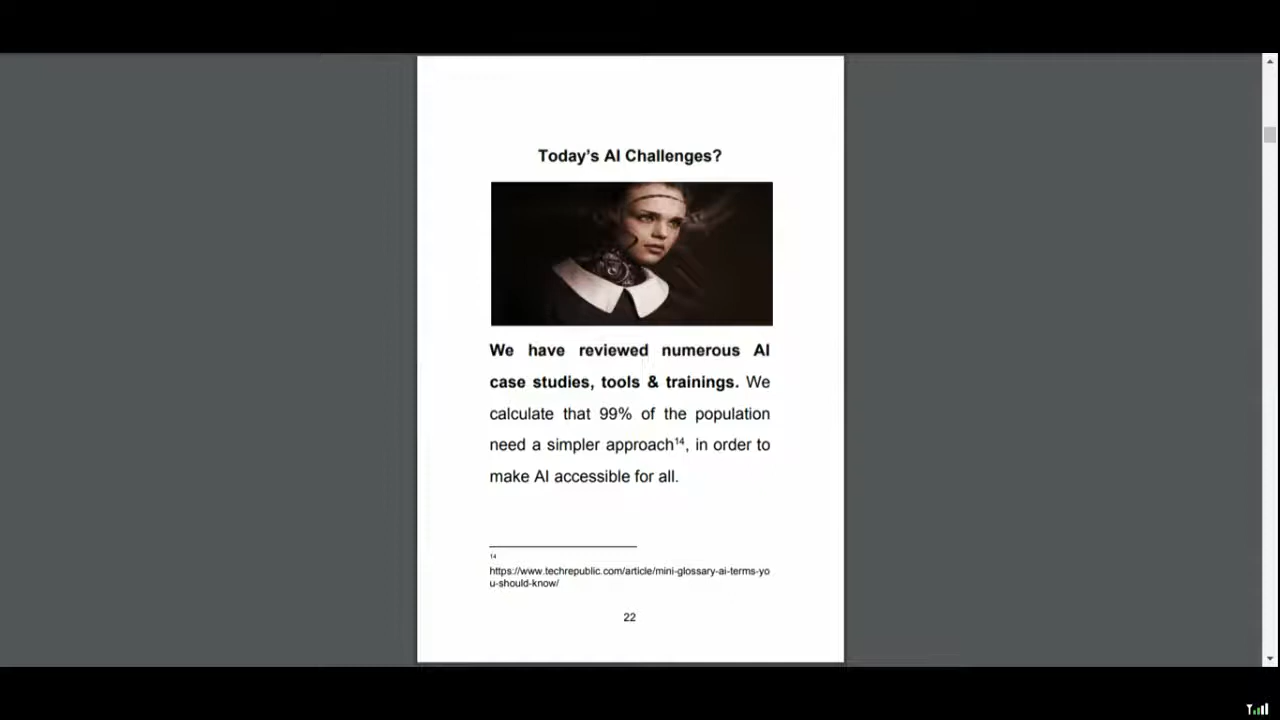 Today’s AI Challenges?
We have reviewed numerous AI
case studies, tools & trainings. We
calculate that 99% of the population
need a simpler approach¹⁴, in order to
make AI accessible for all.
14
https://www.techrepublic.com/article/mini-glossary-ai-terms-yo
u-should-know/
22